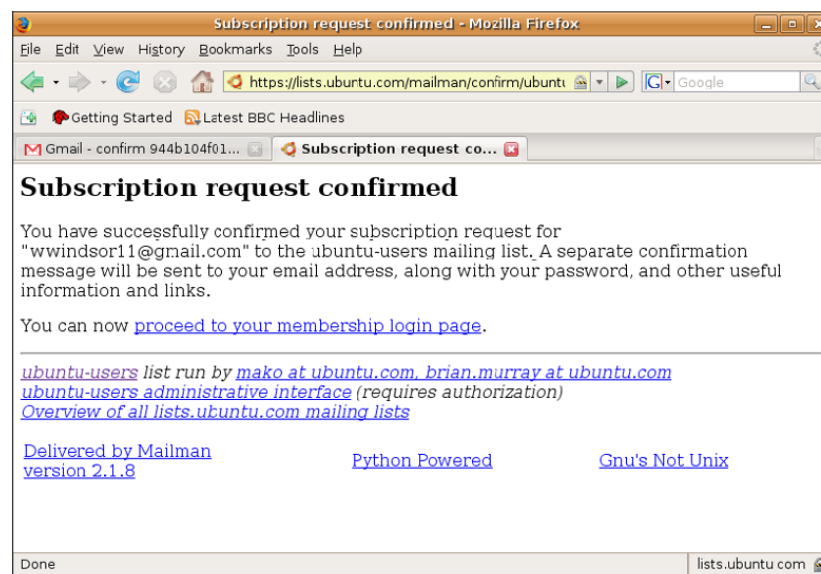 Subscription request confirmed - Mozilla Firefox
File Edit View History Bookmarks Tools Help
https://lists.ubuntu.com/mailman/confirm/ubuntu
G Google
Getting Started Latest BBC Headlines
Gmail - confirm 944b104f01... Subscription request co...
Subscription request confirmed
You have successfully confirmed your subscription request for
"wwindsor11@gmail.com" to the ubuntu-users mailing list. A separate confirmation
message will be sent to your email address, along with your password, and other useful
information and links.
You can now proceed to your membership login page.
ubuntu-users list run by mako at ubuntu.com, brian.murray at ubuntu.com
ubuntu-users administrative interface (requires authorization)
Overview of all lists.ubuntu.com mailing lists
Delivered by Mailman
version 2.1.8
Python Powered
Gnu's Not Unix
Done
lists.ubuntu com